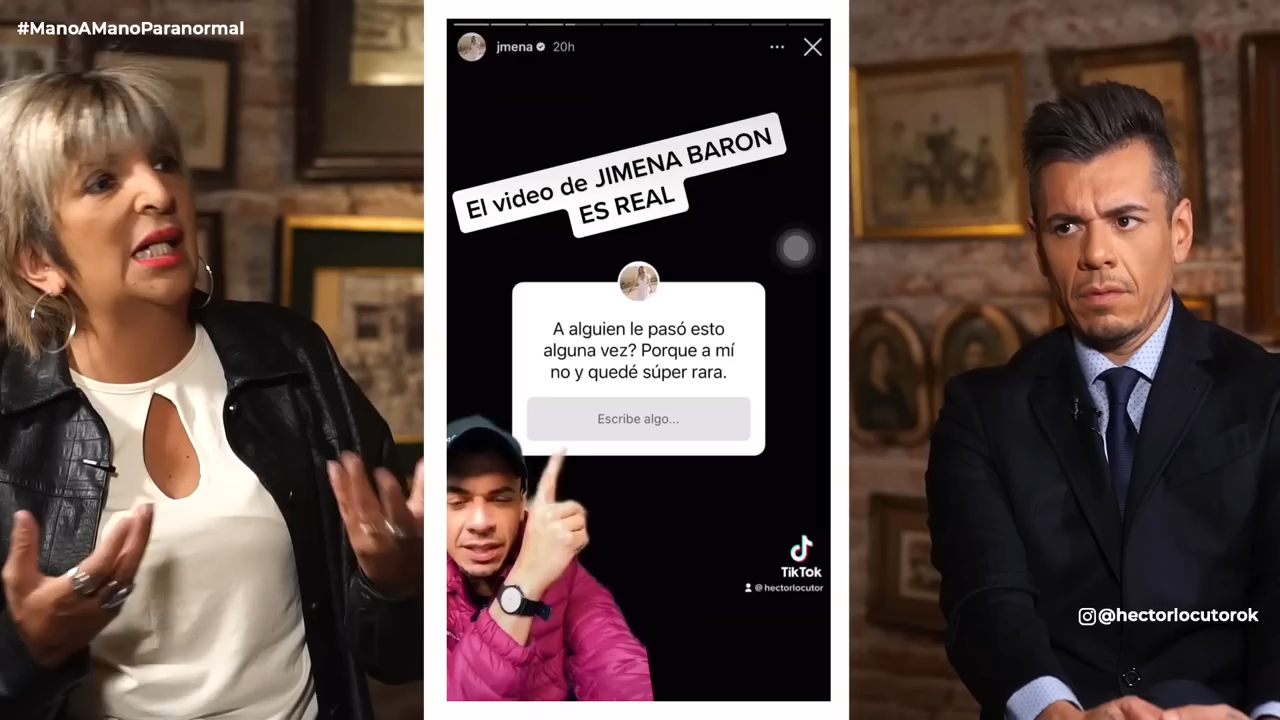 #ManoAManoParanormal
jmena 20h
El video de JIMENA BARON
ES REAL
A alguien le pasó esto
alguna vez? Porque a mí
no y quedé súper rara.
Escribe algo...
TikTok
@hectorlocutor
@hectorlocutorok